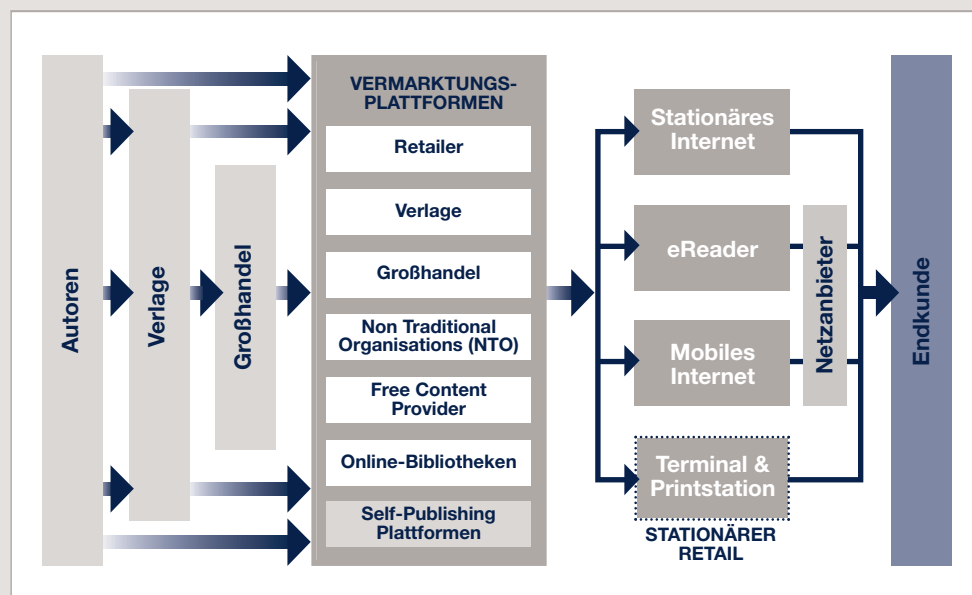 Autoren
Verlage
Großhandel
VERMARKTUNGS-
PLATTFORMEN
Retailer
Verlage
Großhandel
Non Traditional
Organisations (NTO)
Free Content
Provider
Online-Bibliotheken
Self-Publishing
Plattformen
Stationäres
Internet
eReader
Mobiles
Internet
Terminal &
Printstation
STATIONÄRER
RETAIL
Netzanbieter
Endkunde